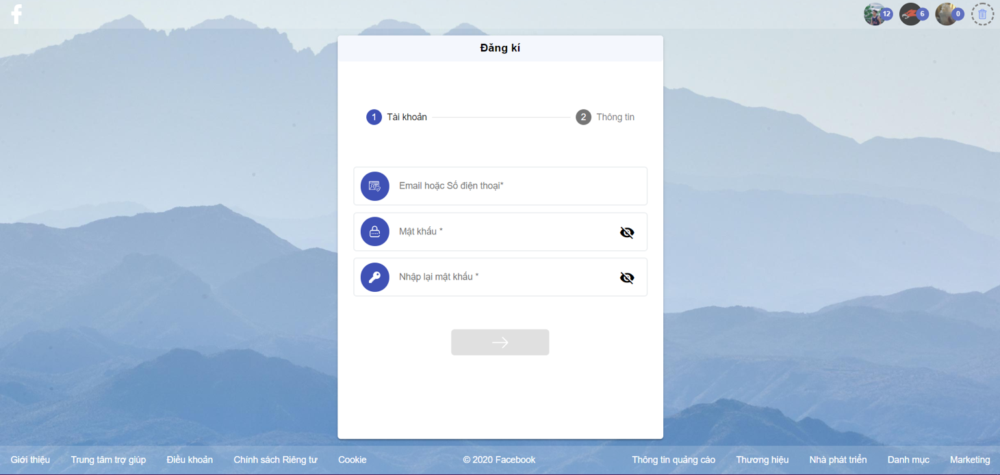 f
12
6
0
Đăng kí
1 Tài khoản
2 Thông tin
Email hoặc Số điện thoại*
Mật khẩu *
Nhập lại mật khẩu *
Giới thiệu Trung tâm trợ giúp Điều khoản Chính sách Riêng tư Cookie © 2020 Facebook Thông tin quảng cáo Thương hiệu Nhà phát triển Danh mục Marketing